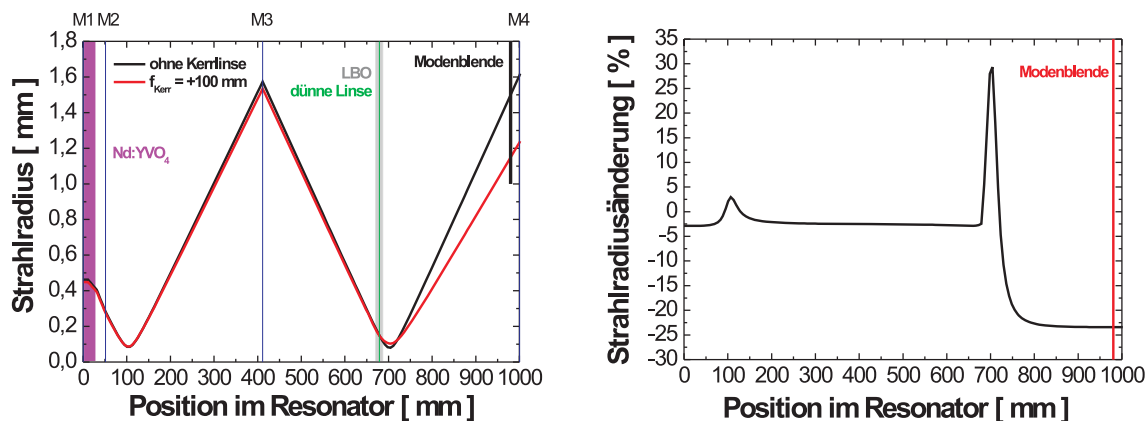 M1 M2 M3 M4
1,8
1,6
1,4
1,2
1,0
0,8
0,6
0,4
0,2
0,0
Strahlradius [ mm ]
ohne Kerrlinse
f_Kerr = +100 mm
Nd:YVO₄
LBO
dünne Linse
Modenblende
0 100 200 300 400 500 600 700 800 900 1000
Position im Resonator [ mm ]
35
30
25
20
15
10
5
0
-5
-10
-15
-20
-25
-30
Strahlradiusänderung [ % ]
Modenblende
0 100 200 300 400 500 600 700 800 900 1000
Position im Resonator [ mm ]